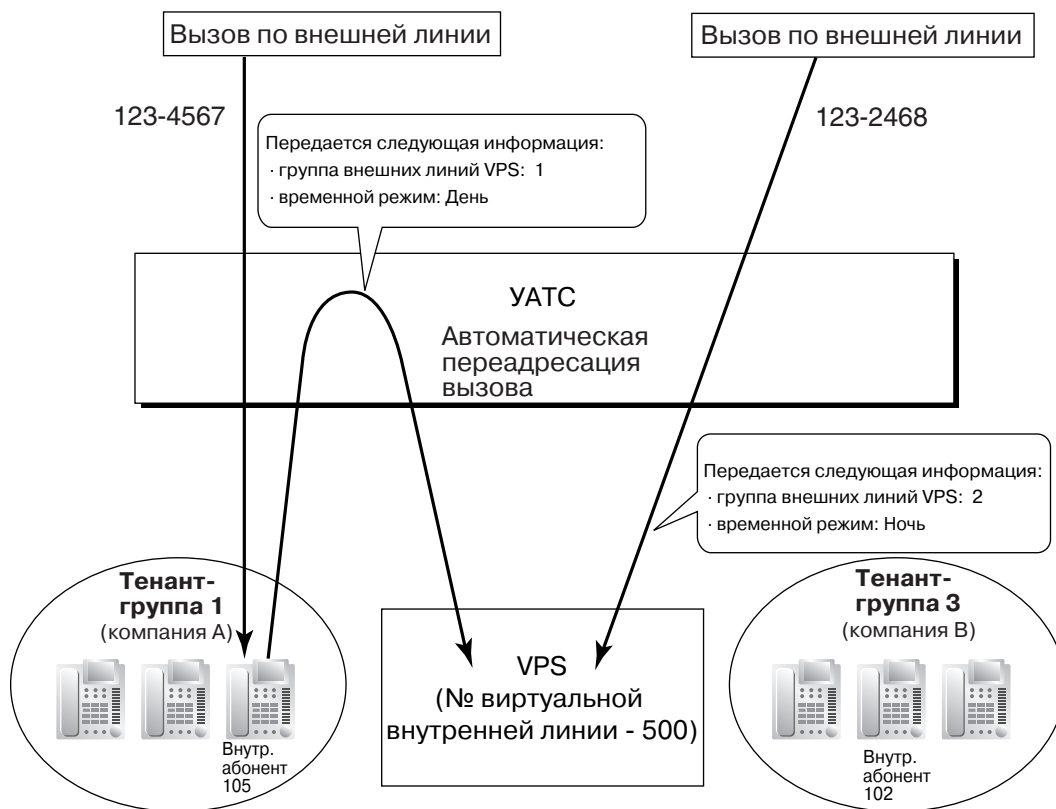 Вызов по внешней линии
Вызов по внешней линии
123-4567
123-2468
Передается следующая информация:
· группа внешних линий VPS: 1
· временной режим: День
УАТС
Автоматическая
переадресация
вызова
Передается следующая информация:
· группа внешних линий VPS: 2
· временной режим: Ночь
Тенант-
группа 1
(компания A)
Внутр.
абонент
105
VPS
(№ виртуальной
внутренней линии - 500)
Тенант-
группа 3
(компания B)
Внутр.
абонент
102